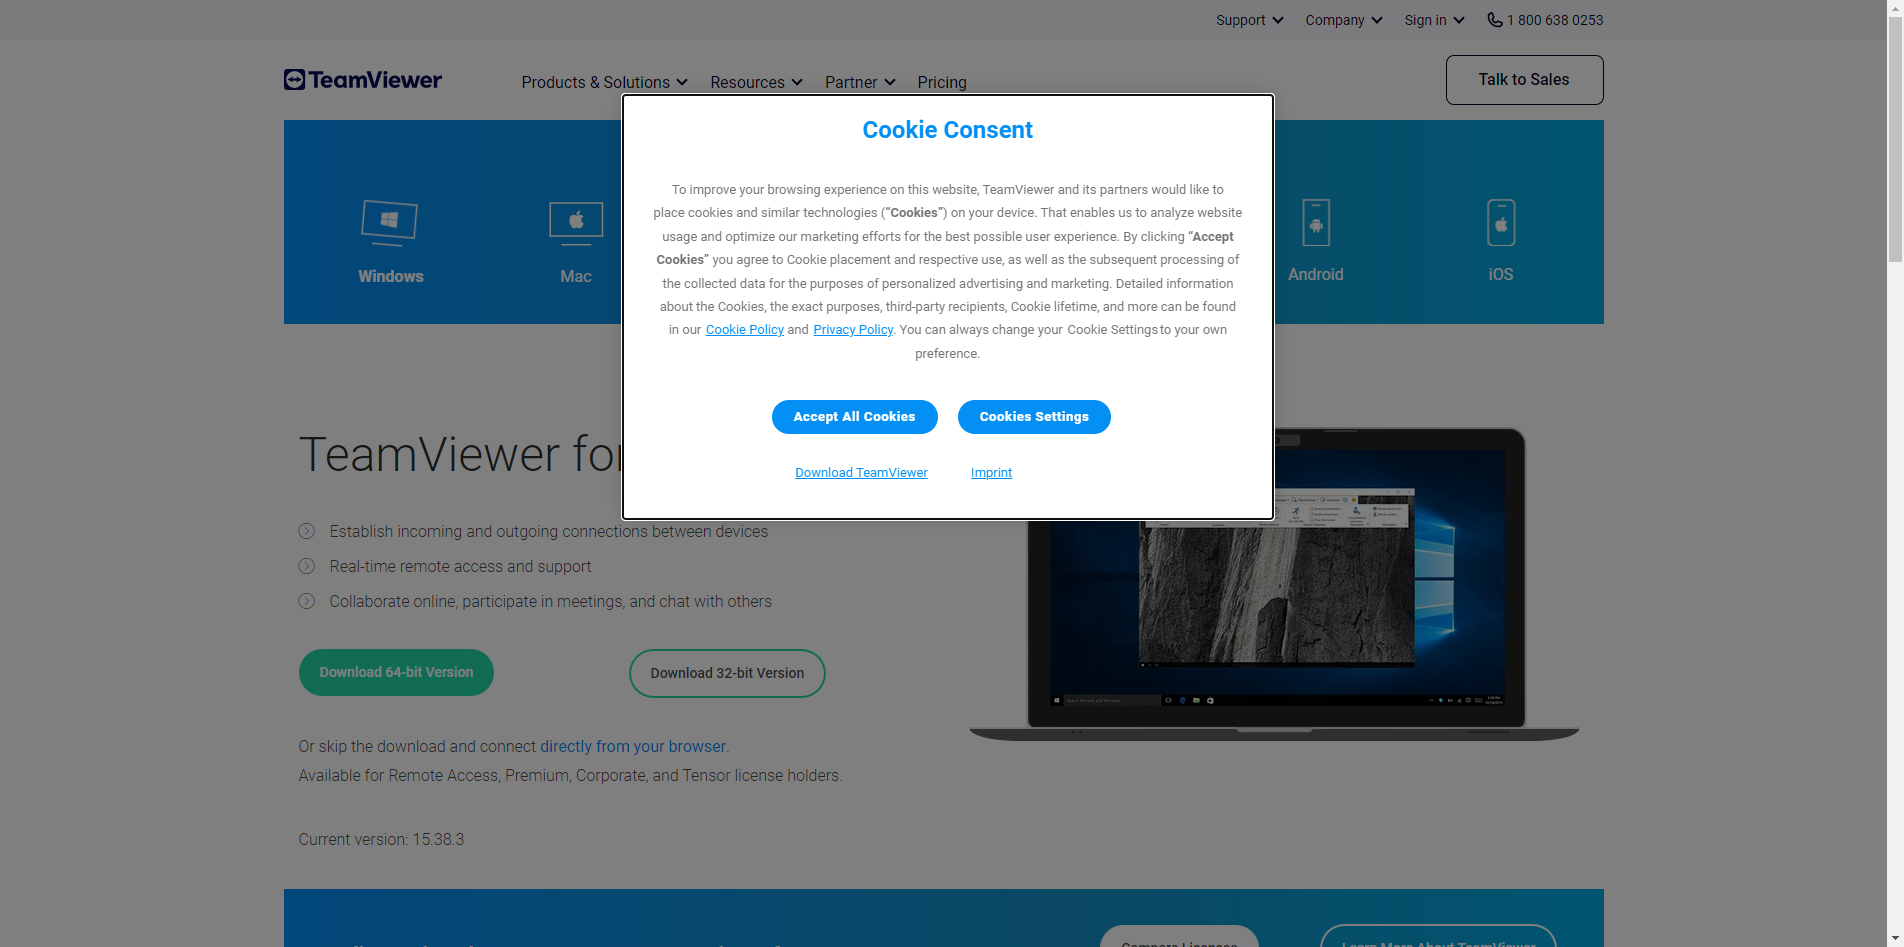 Support
Company
Sign in
1 800 638 0253
TeamViewer
Products & Solutions
Resources
Partner
Pricing
Talk to Sales
Windows
Mac
Android
iOS
Cookie Consent
To improve your browsing experience on this website, TeamViewer and its partners would like to
place cookies and similar technologies (“Cookies”) on your device. That enables us to analyze website
usage and optimize our marketing efforts for the best possible user experience. By clicking “Accept
Cookies” you agree to Cookie placement and respective use, as well as the subsequent processing of
the collected data for the purposes of personalized advertising and marketing. Detailed information
about the Cookies, the exact purposes, third-party recipients, Cookie lifetime, and more can be found
in our Cookie Policy and Privacy Policy. You can always change your Cookie Settings to your own
preference.
Accept All Cookies
Cookies Settings
Download TeamViewer
Imprint
TeamViewer for
Establish incoming and outgoing connections between devices
Real-time remote access and support
Collaborate online, participate in meetings, and chat with others
Download 64-bit Version
Download 32-bit Version
Or skip the download and connect directly from your browser.
Available for Remote Access, Premium, Corporate, and Tensor license holders.
Current version: 15.38.3
Compare Licenses
Learn More About TeamViewer